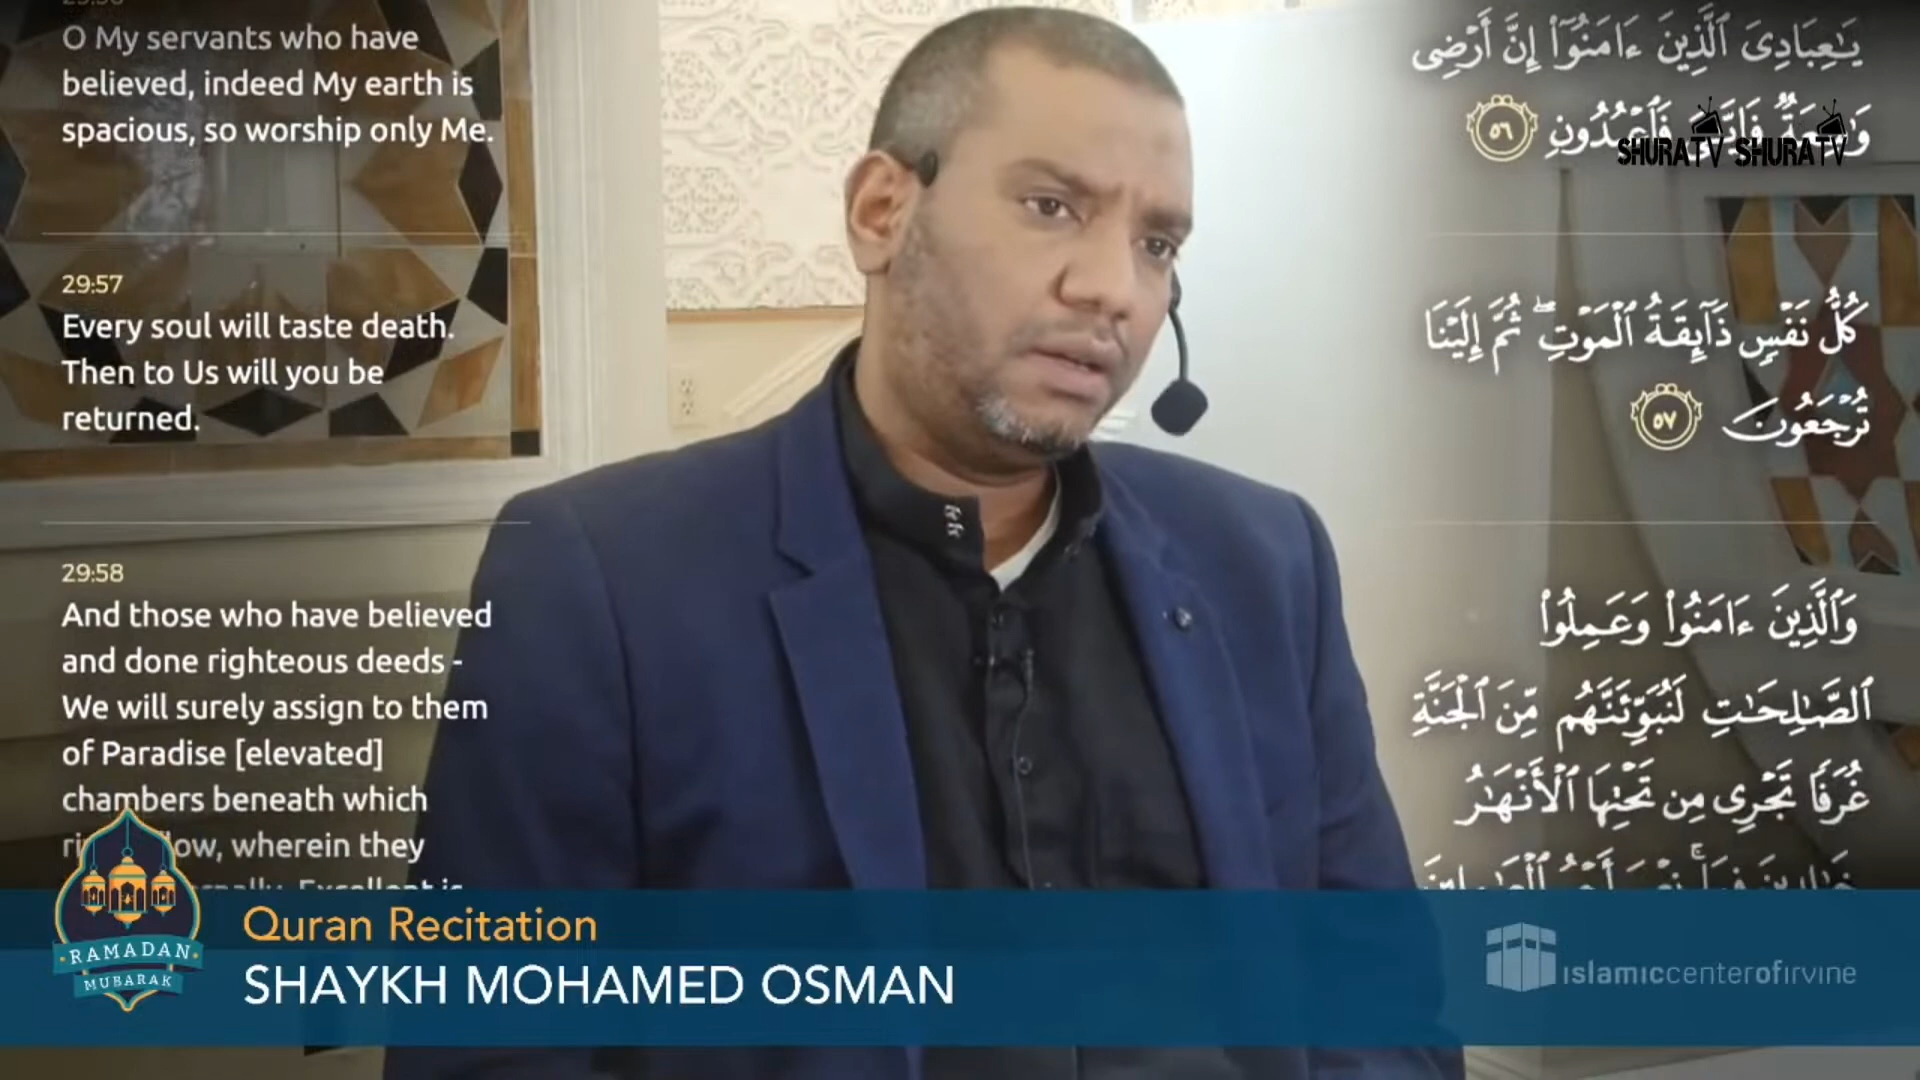 O My servants who have
believed, indeed My earth is
spacious, so worship only Me.
29:57
Every soul will taste death.
Then to Us will you be
returned.
29:58
And those who have believed
and done righteous deeds -
We will surely assign to them
of Paradise [elevated]
chambers beneath which
wherein they
يَـٰعِبَادِىَ ٱلَّذِينَ ءَامَنُوٓا۟ إِنَّ أَرْضِى
فَٱعْبُدُونِ ٥٦
SHURATV SHURATV
كُلُّ نَفْسٍ ذَآئِقَةُ ٱلْمَوْتِ ۖ ثُمَّ إِلَيْنَا
تُرْجَعُونَ ٥٧
وَٱلَّذِينَ ءَامَنُوا۟ وَعَمِلُوا۟
ٱلصَّـٰلِحَـٰتِ لَنُبَوِّئَنَّهُم مِّنَ ٱلْجَنَّةِ
غُرَفًا تَجْرِى مِن تَحْتِهَا ٱلْأَنْهَـٰرُ
RAMADAN
MUBARAK
Quran Recitation
SHAYKH MOHAMED OSMAN
islamiccenterofirvine